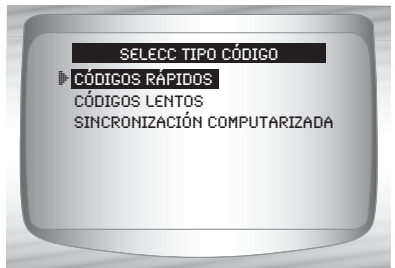 SELECC TIPO CÓDIGO
CÓDIGOS RÁPIDOS
CÓDIGOS LENTOS
SINCRONIZACIÓN COMPUTARIZADA